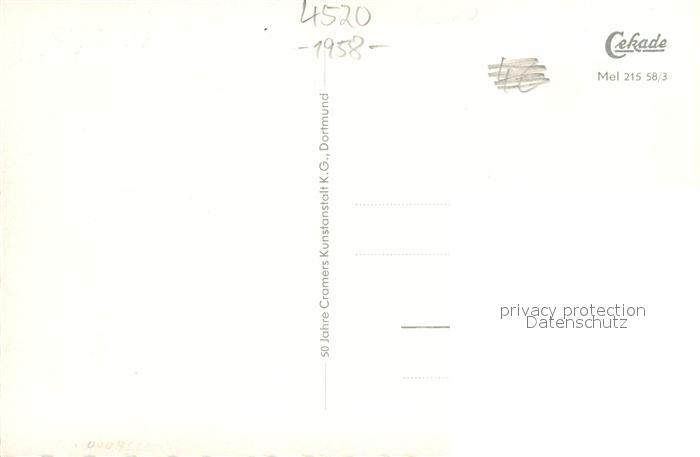 4520
-1958-
Cekade
Mel 215 58/3
50 Jahre Cramers Kunstanstalt K.G., Dortmund
privacy protection
Datenschutz